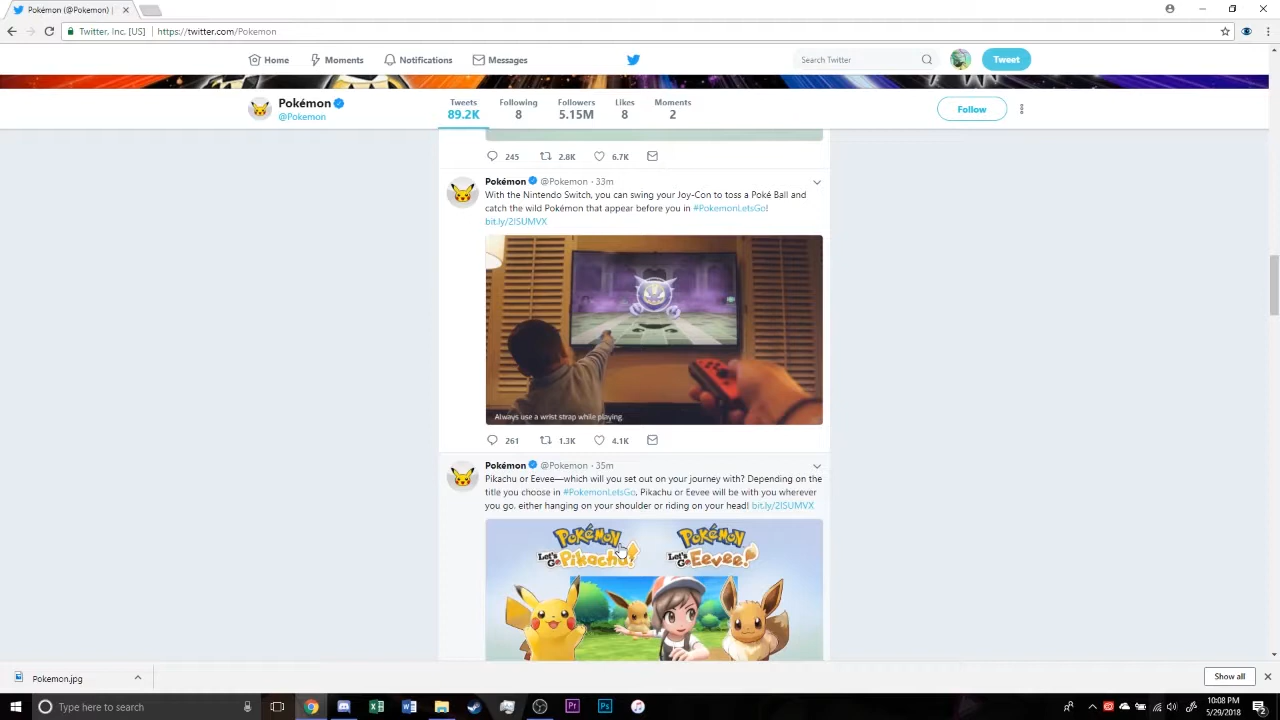 Pokémon (@Pokemon) |
Twitter, Inc. [US] | https://twitter.com/Pokemon
Home Moments Notifications Messages Search Twitter Tweet
Pokémon
@Pokemon
Tweets Following Followers Likes Moments
89.2K 8 5.15M 8 2
Follow
245 2.8K 6.7K
Pokémon @Pokemon · 33m
With the Nintendo Switch, you can swing your Joy-Con to toss a Poké Ball and
catch the wild Pokémon that appear before you in #PokemonLetsGo!
bit.ly/2ISUMVX
Always use a wrist strap while playing.
261 1.3K 4.1K
Pokémon @Pokemon · 35m
Pikachu or Eevee—which will you set out on your journey with? Depending on the
title you choose in #PokemonLetsGo, Pikachu or Eevee will be with you wherever
you go, either hanging on your shoulder or riding on your head! bit.ly/2ISUMVX
Pokémon Pokémon
Let's Go Pikachu! Let's Go Eevee!
Pokemon.jpg
Show all
Type here to search
10:08 PM
5/29/2018